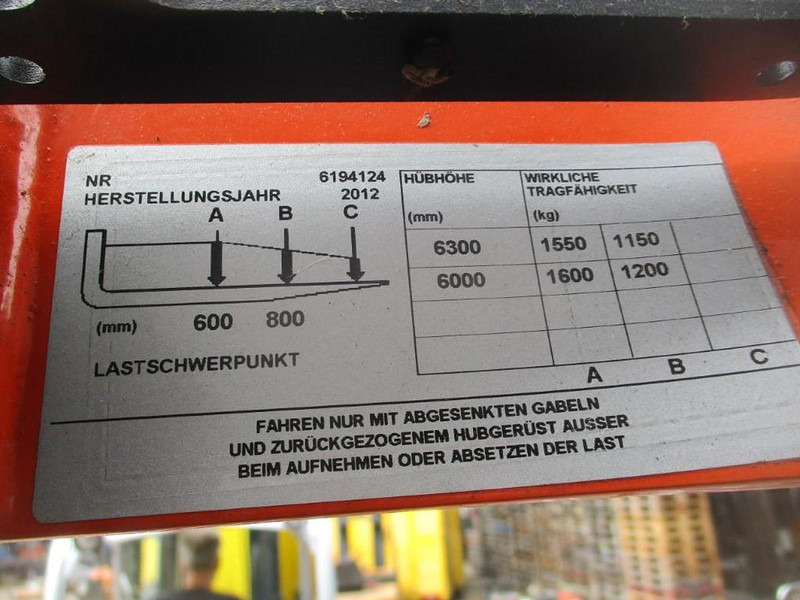 NR 6194124
HERSTELLUNGSJAHR 2012
A B C
(mm) 600 800
LASTSCHWERPUNKT
HÜBHÖHE WIRKLICHE
TRAGFÄHIGKEIT
(mm) (kg)
6300 1550 1150
6000 1600 1200
A B C
FAHREN NUR MIT ABGESENKTEN GABELN
UND ZURÜCKGEZOGENEM HUBGERÜST AUSSER
BEIM AUFNEHMEN ODER ABSETZEN DER LAST